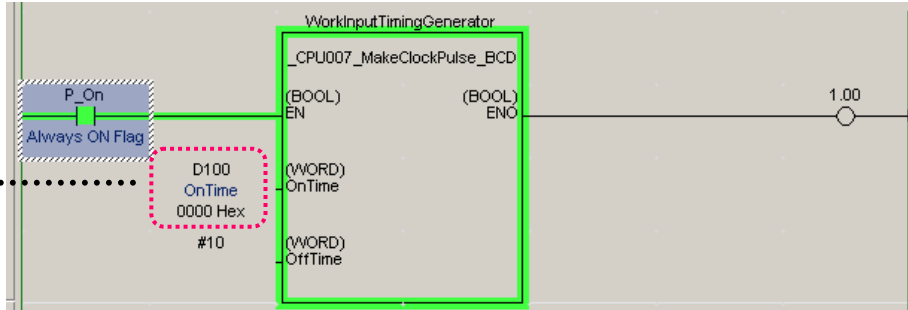 WorkInputTimingGenerator
_CPU007_MakeClockPulse_BCD
P_On
(BOOL)
(BOOL)
1.00
EN
ENO
Always ON Flag
D100
(WORD)
OnTime
OnTime
0000 Hex
#10
(WORD)
OffTime